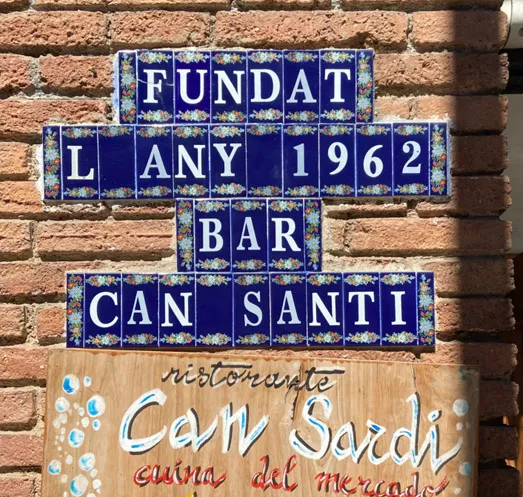 FUNDAT
L ANY 1962
BAR
CAN SANTI
ristorante
Can Sardi
cuina del mercado